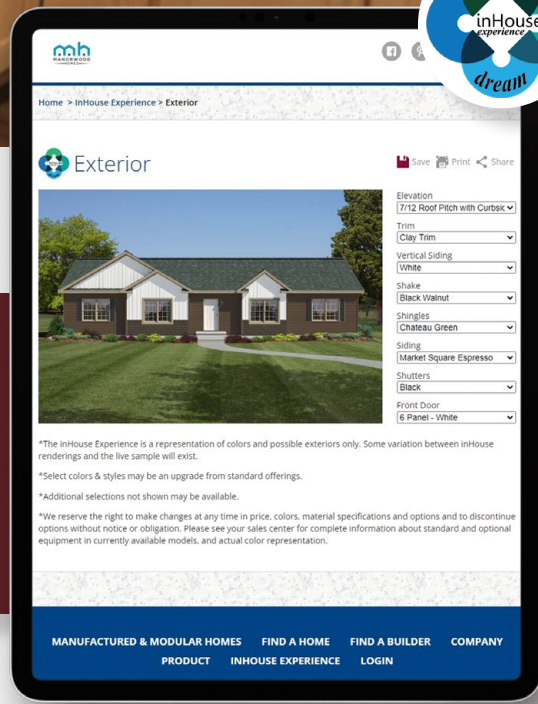 inHouse
experience
dream
mh
MANORWOOD
HOMES
Home > InHouse Experience > Exterior
inHouse
Exterior
Save Print Share
Elevation
7/12 Roof Pitch with Curbsic
Trim
Clay Trim
Vertical Siding
White
Shake
Black Walnut
Shingles
Chateau Green
Siding
Market Square Espresso
Shutters
Black
Front Door
6 Panel - White
*The inHouse Experience is a representation of colors and possible exteriors only. Some variation between inHouse
renderings and the live sample will exist.
*Select colors & styles may be an upgrade from standard offerings.
*Additional selections not shown may be available.
*We reserve the right to make changes at any time in price, colors, material specifications and options and to discontinue
options without notice or obligation. Please see your sales center for complete information about standard and optional
equipment in currently available models, and actual color representation.
MANUFACTURED & MODULAR HOMES FIND A HOME FIND A BUILDER COMPANY
PRODUCT INHOUSE EXPERIENCE LOGIN